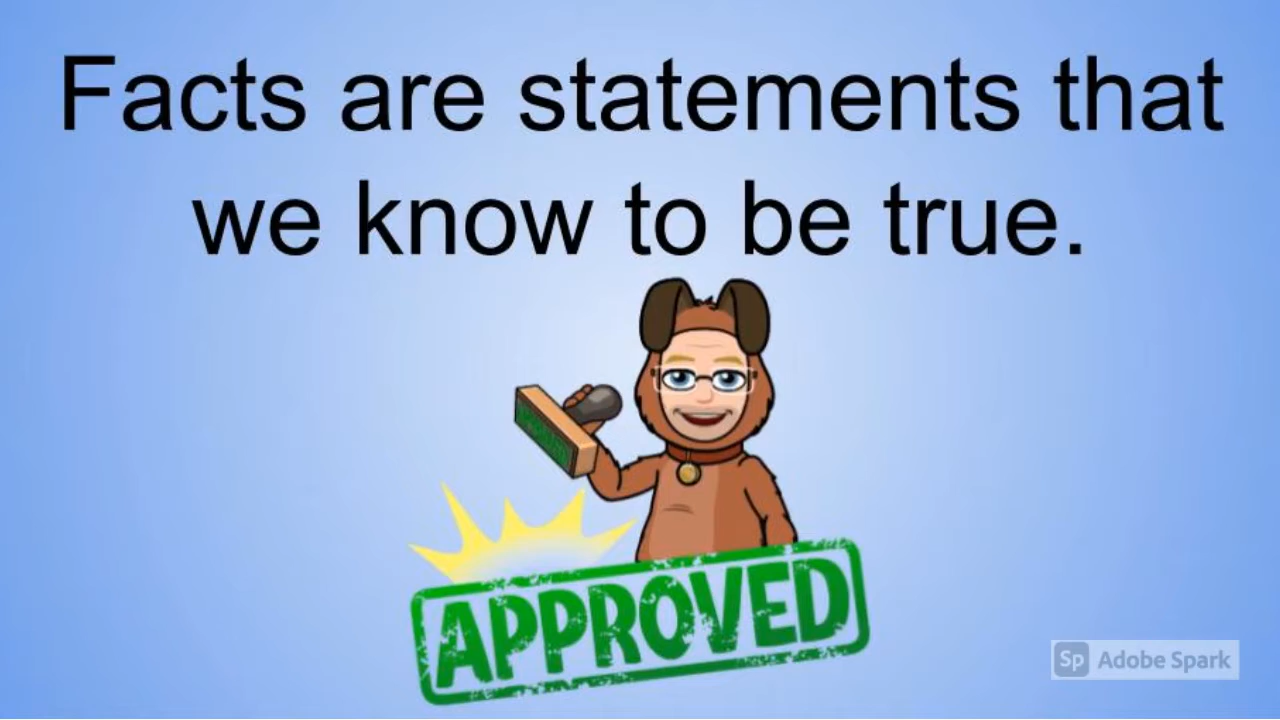 Facts are statements that
we know to be true.
APPROVED
Sp Adobe Spark